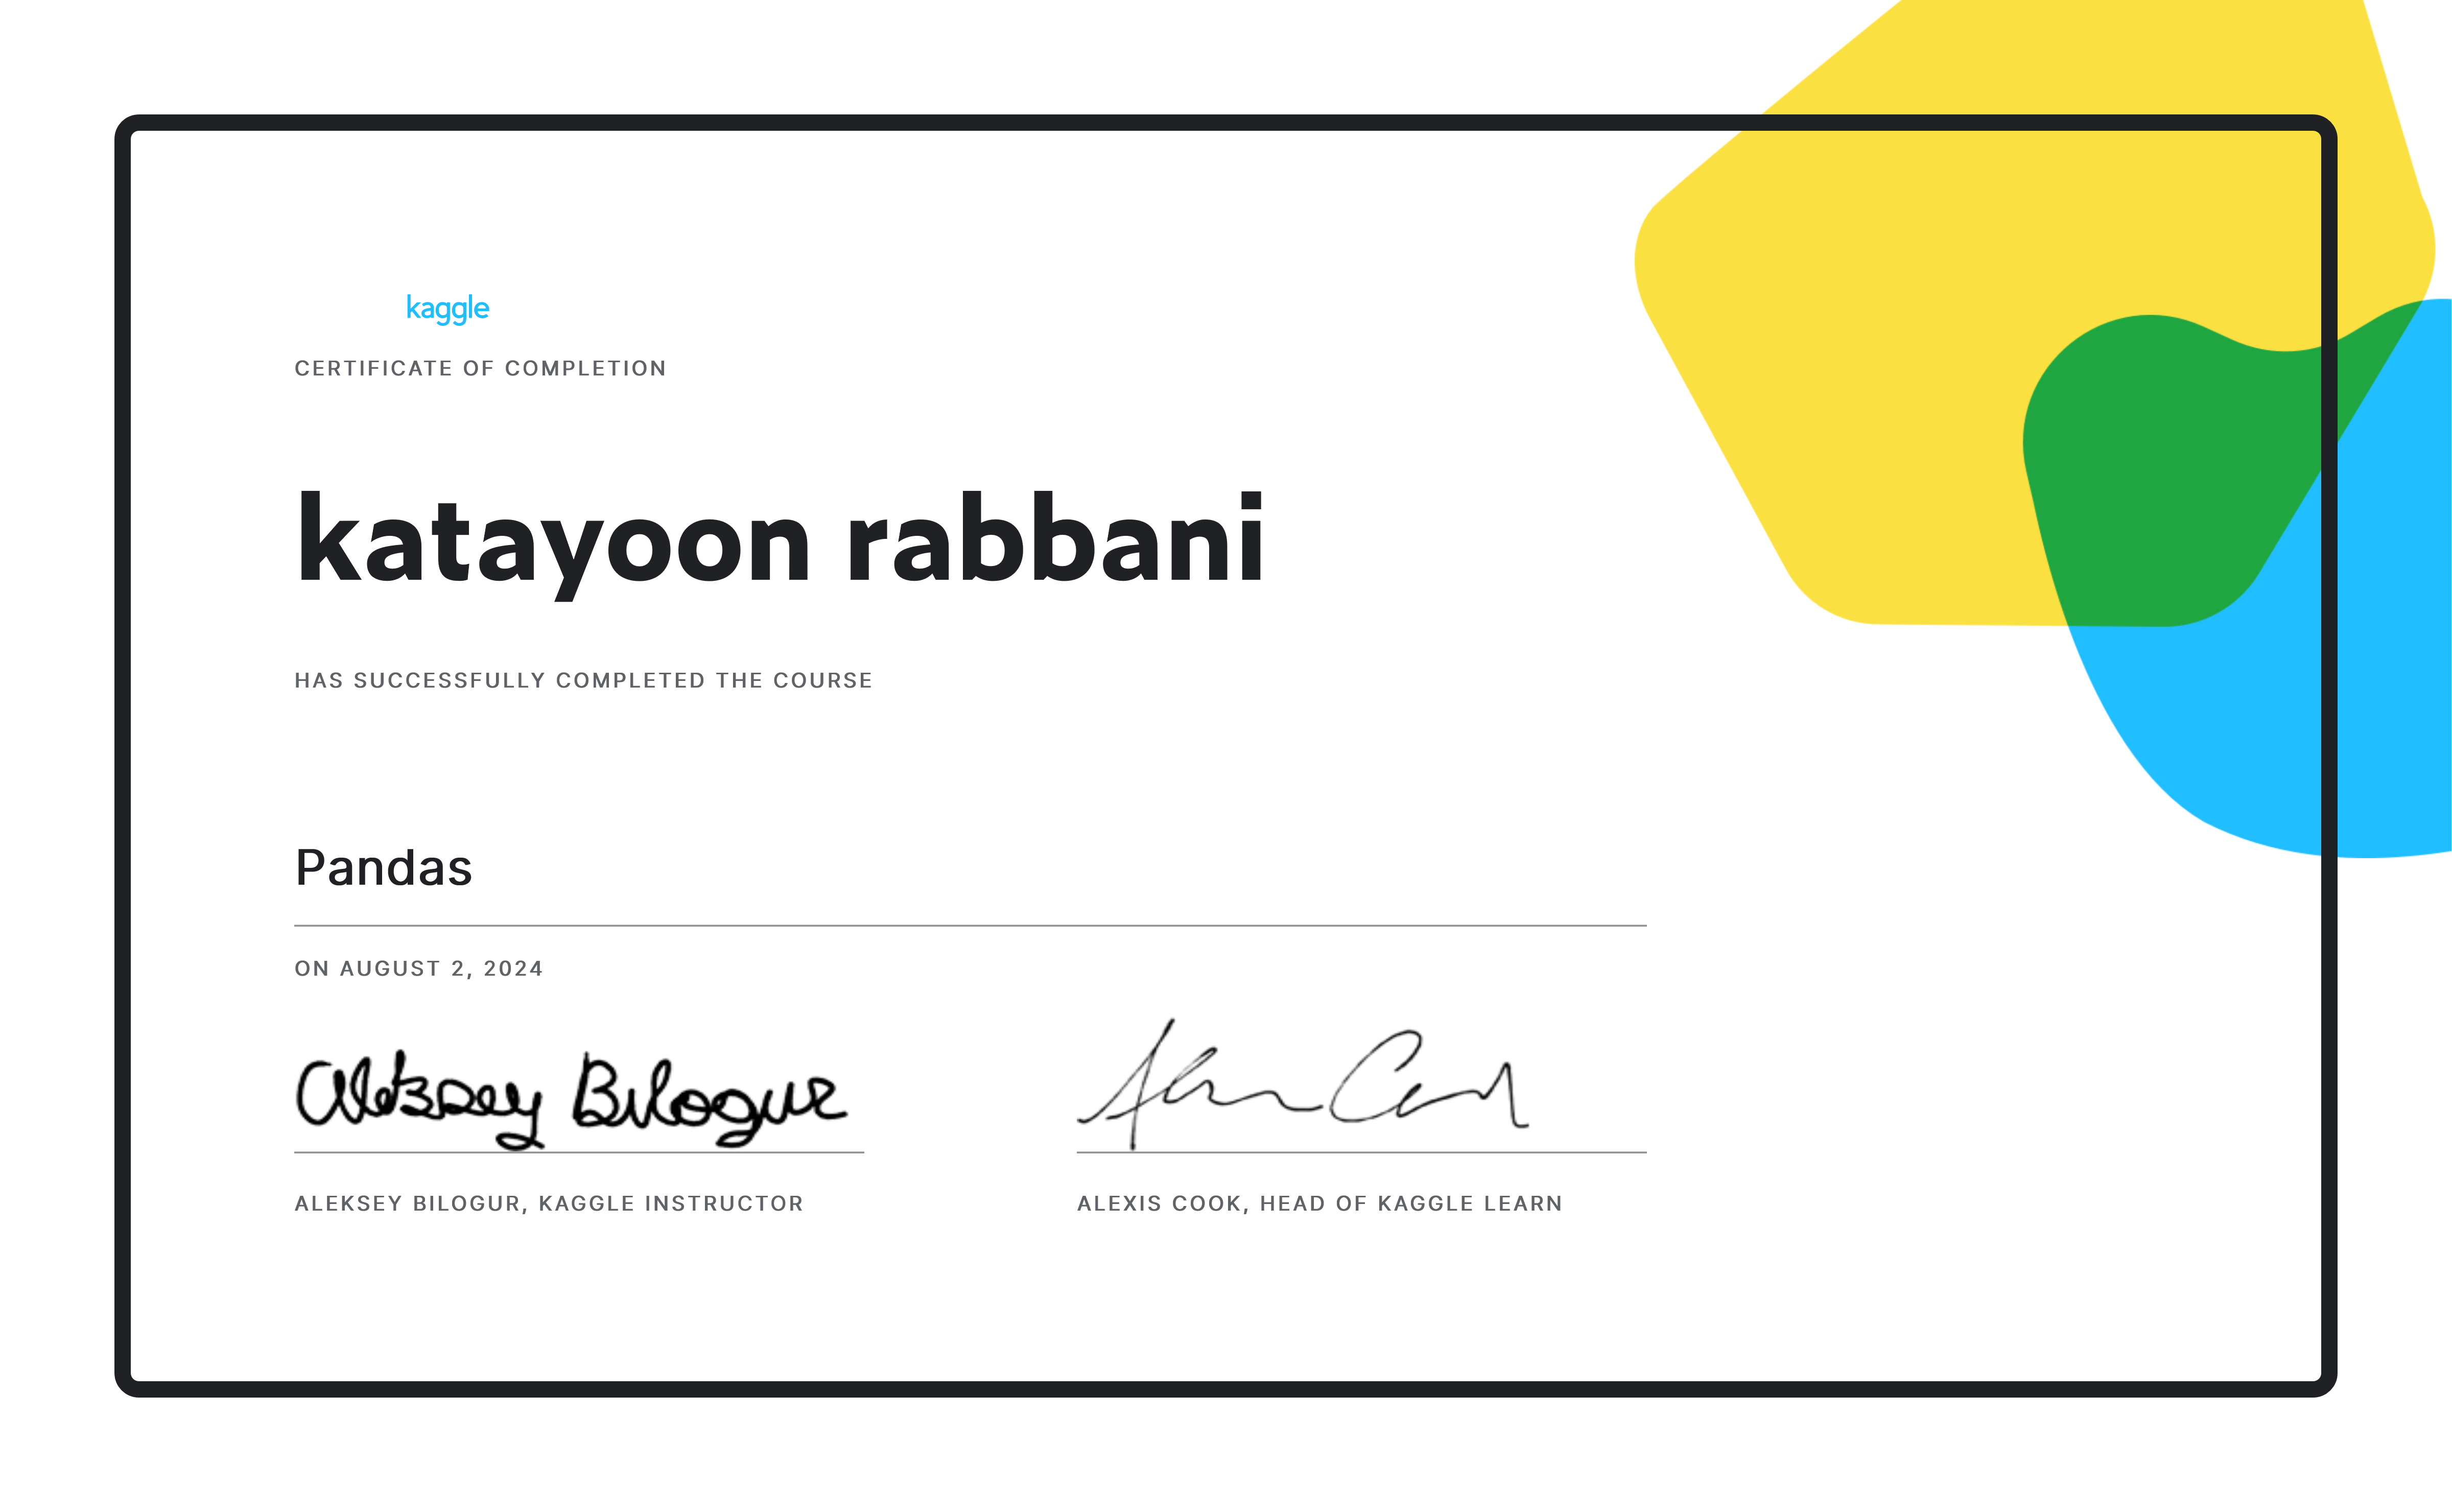 kaggle
CERTIFICATE OF COMPLETION
katayoon rabbani
HAS SUCCESSFULLY COMPLETED THE COURSE
Pandas
ON AUGUST 2, 2024
Aleksey Bilogur
ALEKSEY BILOGUR, KAGGLE INSTRUCTOR
ALEXIS COOK, HEAD OF KAGGLE LEARN